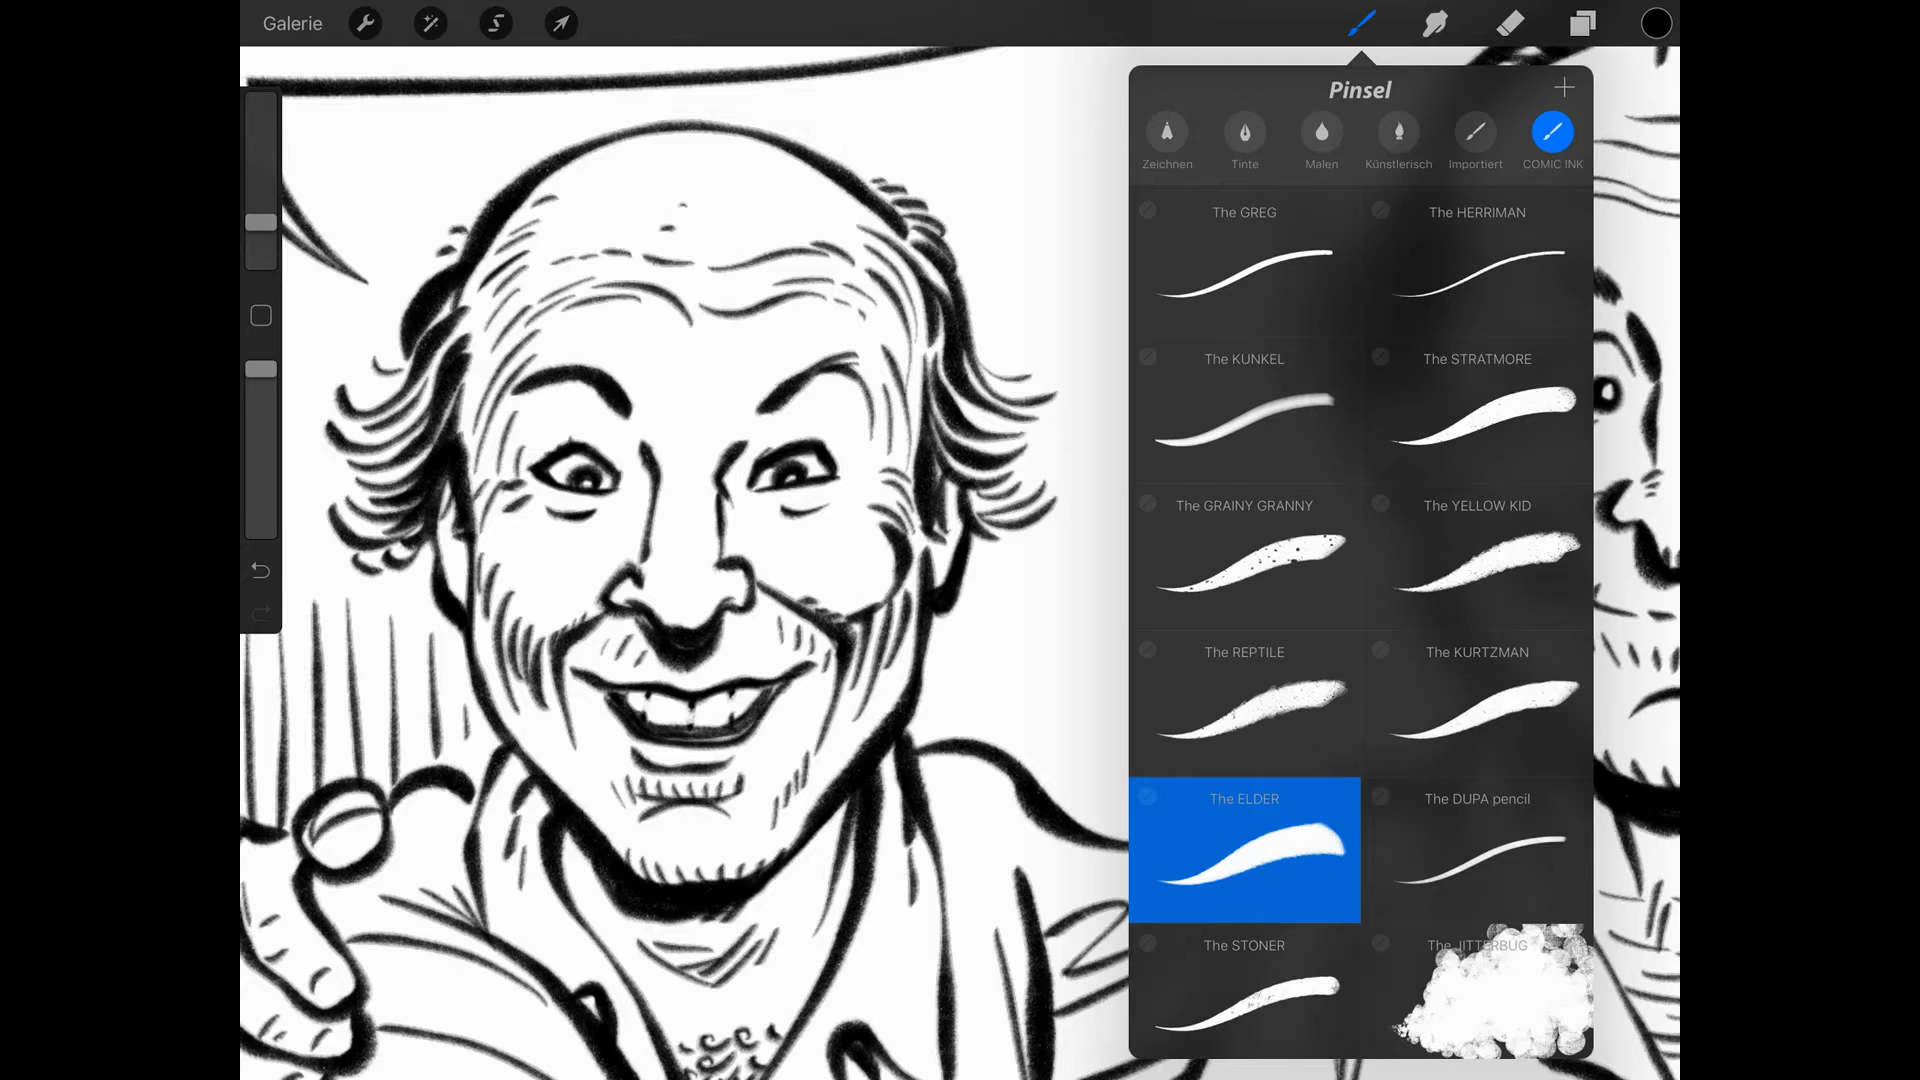 Galerie
Pinsel
Zeichnen
Tinte
Malen
Künstlerisch
Importiert
COMIC INK
The GREG
The HERRIMAN
The KUNKEL
The STRATMORE
The GRAINY GRANNY
The YELLOW KID
The REPTILE
The KURTZMAN
The ELDER
The DUPA pencil
The STONER
The JITTERBUG